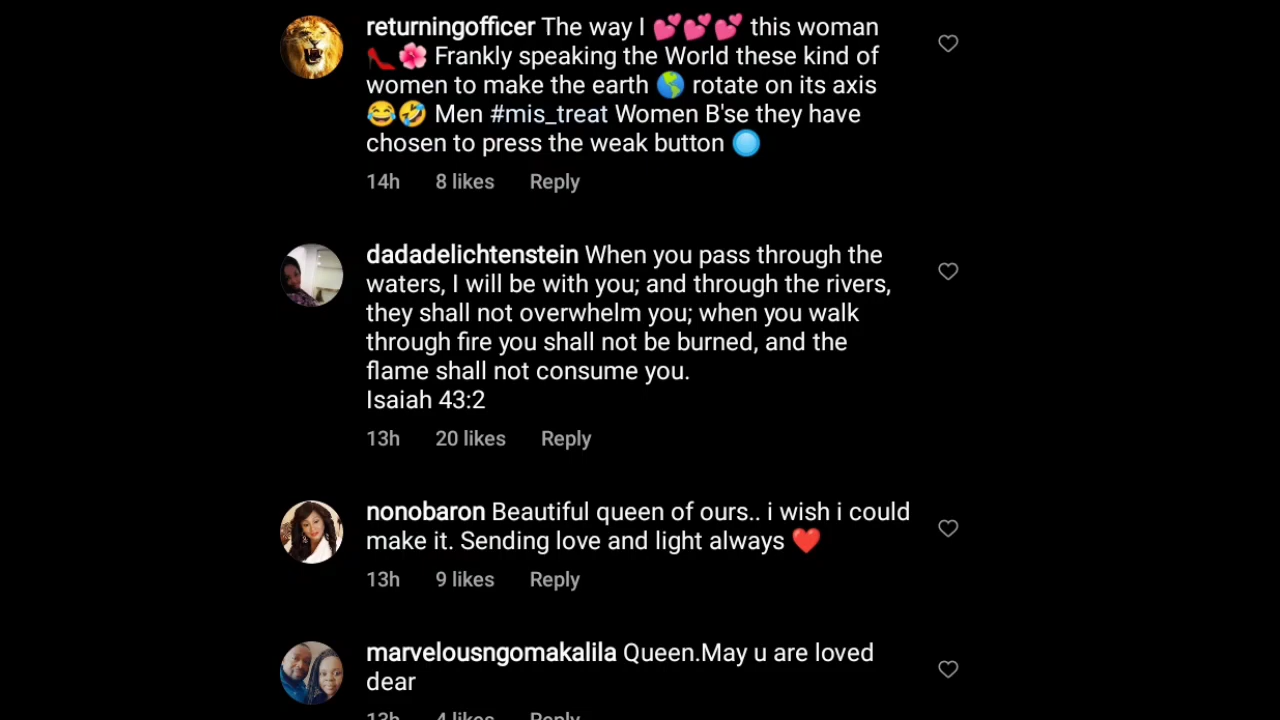 returningofficer The way I 💕💕💕 this woman
👠🌺 Frankly speaking the World these kind of
women to make the earth 🌎 rotate on its axis
😂🤣 Men #mis_treat Women B'se they have
chosen to press the weak button 🔵
14h 8 likes Reply
dadadelichtenstein When you pass through the
waters, I will be with you; and through the rivers,
they shall not overwhelm you; when you walk
through fire you shall not be burned, and the
flame shall not consume you.
Isaiah 43:2
13h 20 likes Reply
nonobaron Beautiful queen of ours.. i wish i could
make it. Sending love and light always ❤️
13h 9 likes Reply
marvelousngomakalila Queen.May u are loved
dear
13h 4 likes Reply